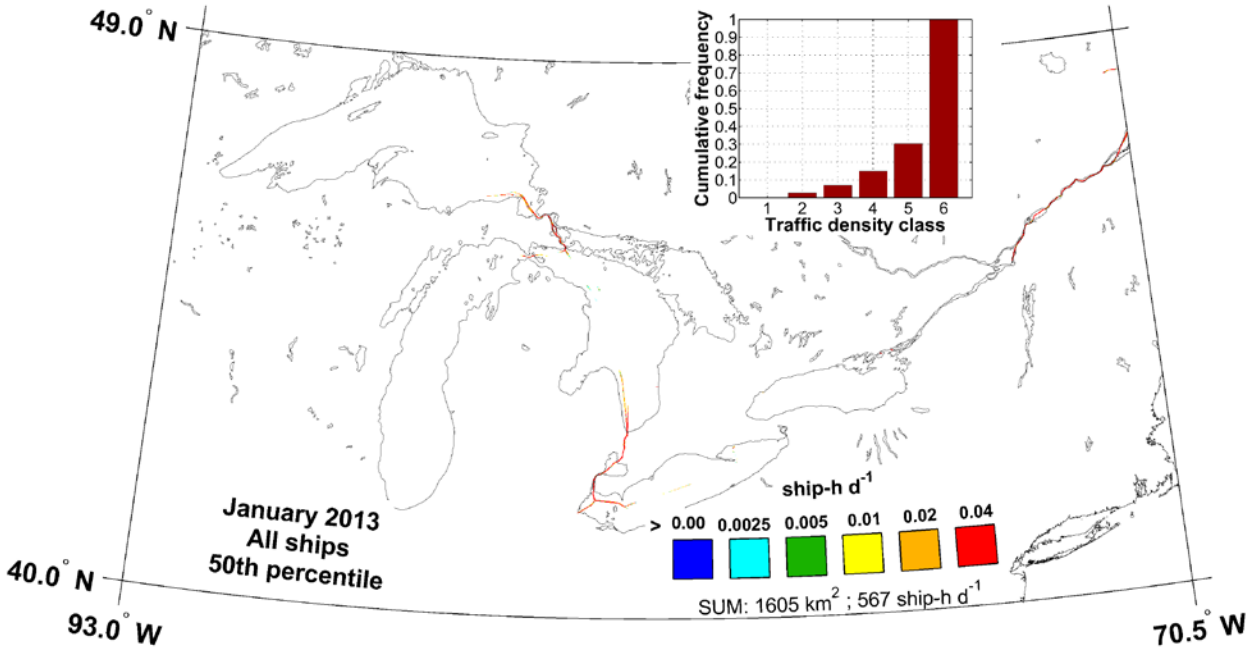 49.0° N
Cumulative frequency
1
0.9
0.8
0.7
0.6
0.5
0.4
0.3
0.2
0.1
0
1 2 3 4 5 6
Traffic density class
January 2013
All ships
50th percentile
ship-h d⁻¹
> 0.00 0.0025 0.005 0.01 0.02 0.04
SUM: 1605 km² ; 567 ship-h d⁻¹
40.0° N
93.0° W
70.5° W